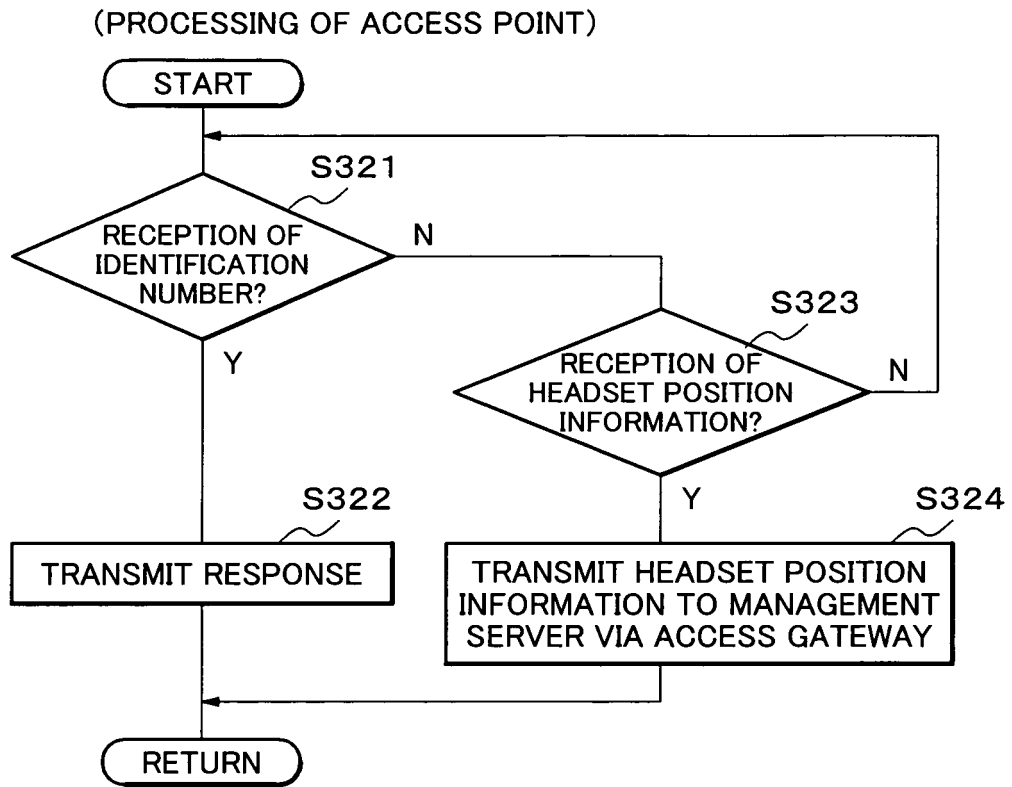 (PROCESSING OF ACCESS POINT)
START
S321
RECEPTION OF
IDENTIFICATION
NUMBER?
N
Y
S323
RECEPTION OF
HEADSET POSITION
INFORMATION?
N
Y
S322
TRANSMIT RESPONSE
S324
TRANSMIT HEADSET POSITION
INFORMATION TO MANAGEMENT
SERVER VIA ACCESS GATEWAY
RETURN